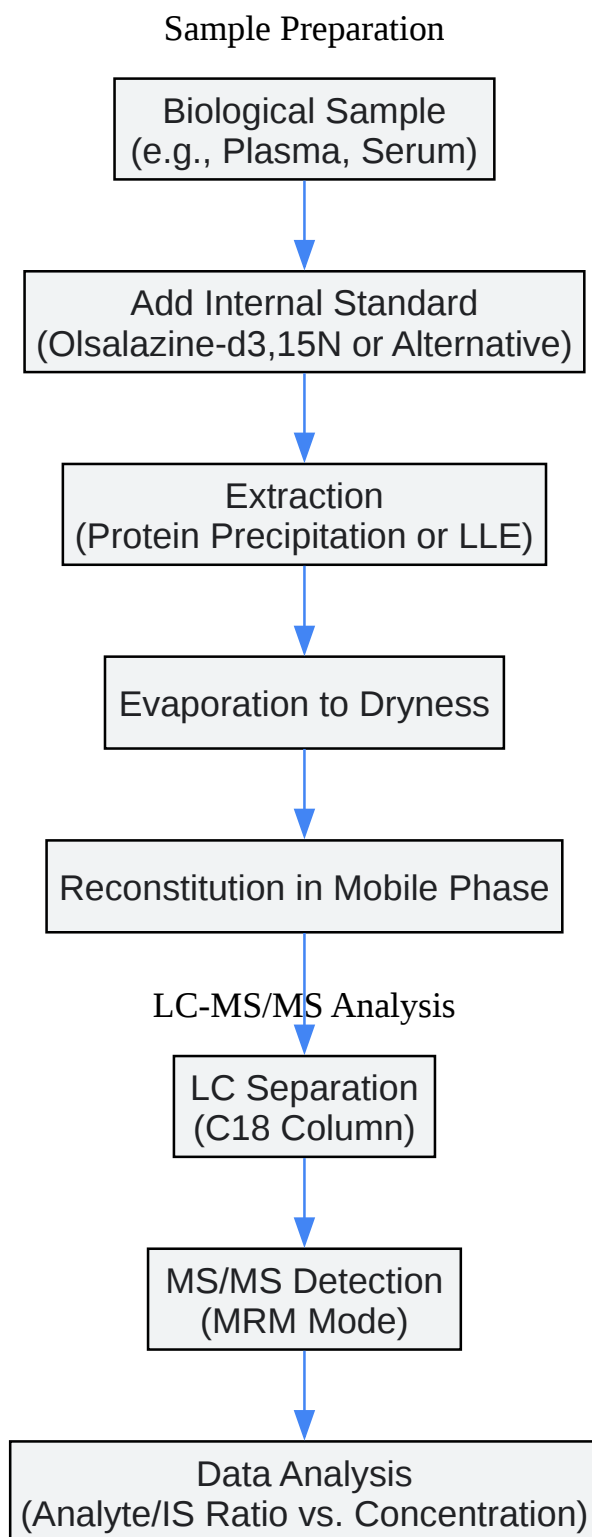 Sample Preparation
Biological Sample
(e.g., Plasma, Serum)
Add Internal Standard
(Olsalazine-d3,15N or Alternative)
Extraction
(Protein Precipitation or LLE)
Evaporation to Dryness
Reconstitution in Mobile Phase
LC-MS/MS Analysis
LC Separation
(C18 Column)
MS/MS Detection
(MRM Mode)
Data Analysis
(Analyte/IS Ratio vs. Concentration)